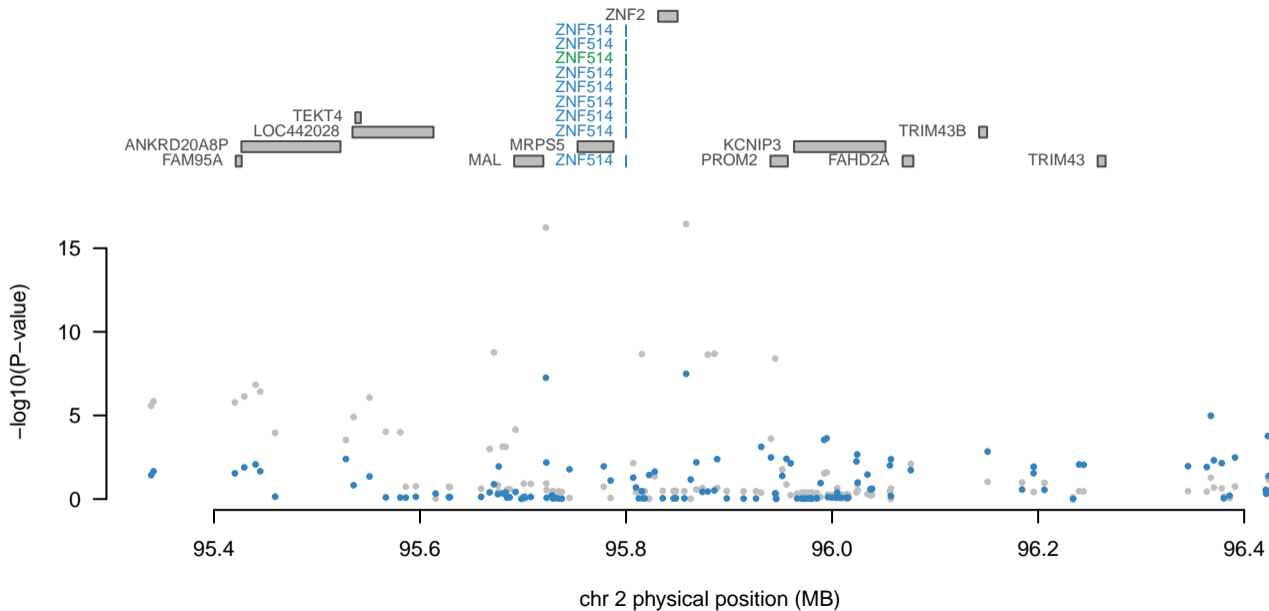 ZNF2
ZNF514
ZNF514
ZNF514
ZNF514
ZNF514
ZNF514
TEKT4 ZNF514
LOC442028 ZNF514 TRIM43B
ANKRD20A8P MRPS5 KCNIP3
FAM95A MAL ZNF514 PROM2 FAHD2A TRIM43
15
10
5
0
−log10(P−value)
95.4 95.6 95.8 96.0 96.2 96.4
chr 2 physical position (MB)